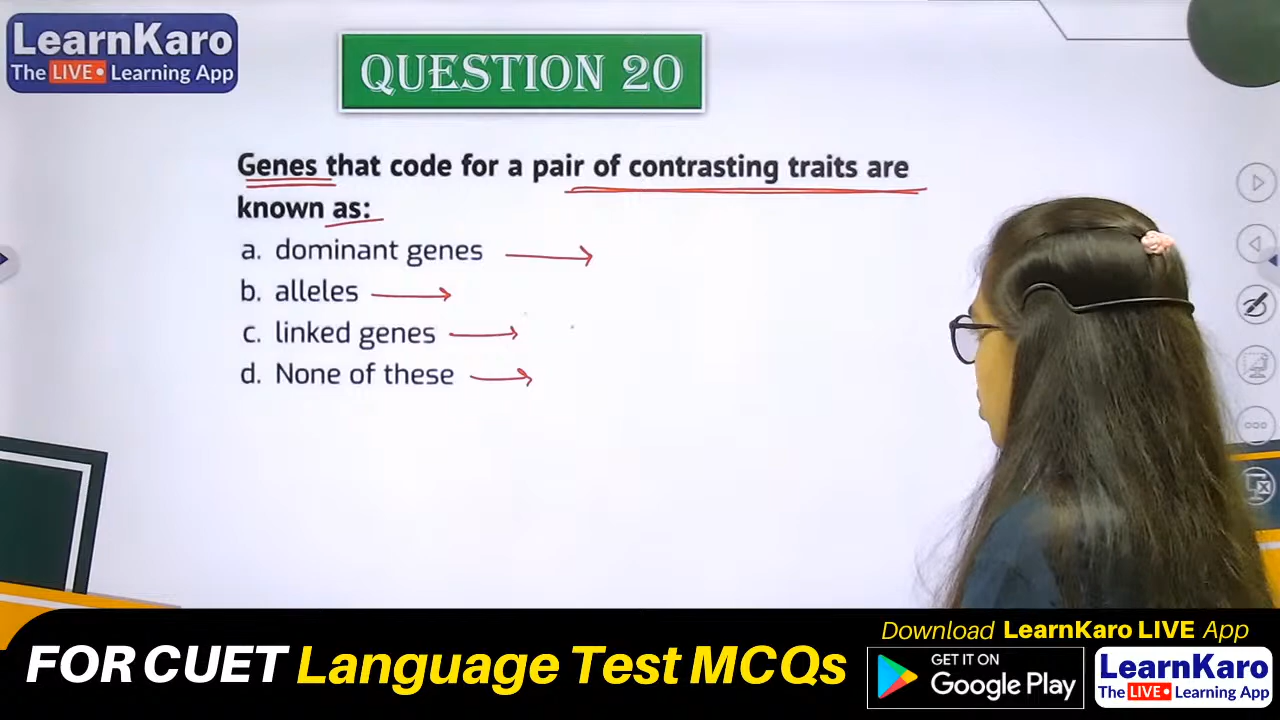 LearnKaro
The LIVE Learning App
QUESTION 20
Genes that code for a pair of contrasting traits are
known as:
a. dominant genes
b. alleles
c. linked genes
d. None of these
FOR CUET Language Test MCQs
Download LearnKaro LIVE App
GET IT ON
Google Play
LearnKaro
The LIVE Learning App